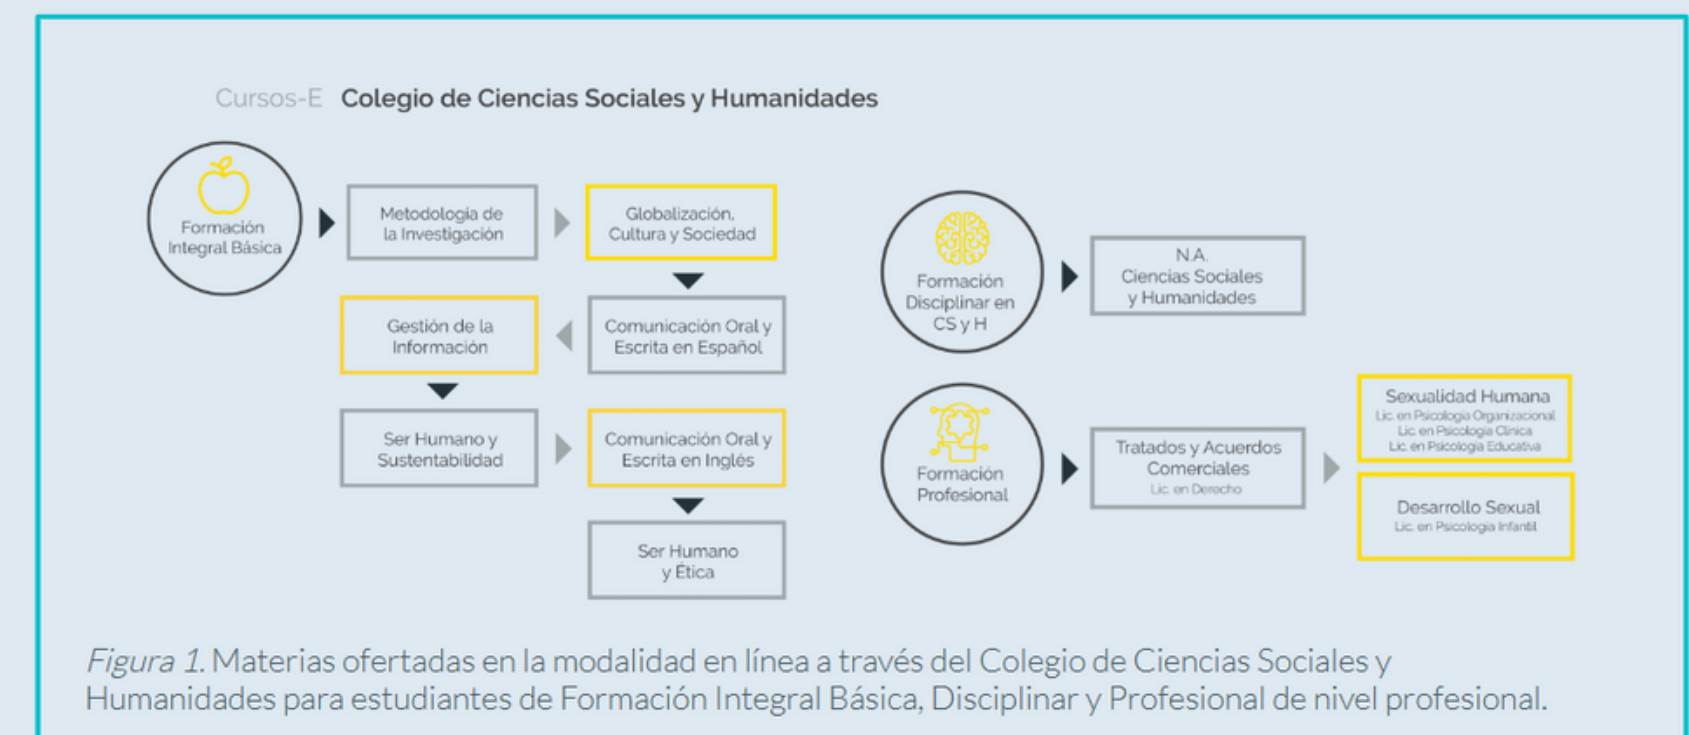 Cursos-E Colegio de Ciencias Sociales y Humanidades
Formación
Integral Básica
Metodología de
la Investigación
Globalización,
Cultura y Sociedad
Comunicación Oral y
Escrita en Español
Gestión de la
Información
Ser Humano y
Sustentabilidad
Comunicación Oral y
Escrita en Inglés
Ser Humano
y Ética
Formación
Disciplinar en
CS y H
N.A.
Ciencias Sociales
y Humanidades
Formación
Profesional
Tratados y Acuerdos
Comerciales
Lic. en Derecho
Sexualidad Humana
Lic. en Psicología Organizacional
Lic. en Psicología Clínica
Lic. en Psicología Educativa
Desarrollo Sexual
Lic. en Psicología Infantil
Figura 1. Materias ofertadas en la modalidad en línea a través del Colegio de Ciencias Sociales y
Humanidades para estudiantes de Formación Integral Básica, Disciplinar y Profesional de nivel profesional.